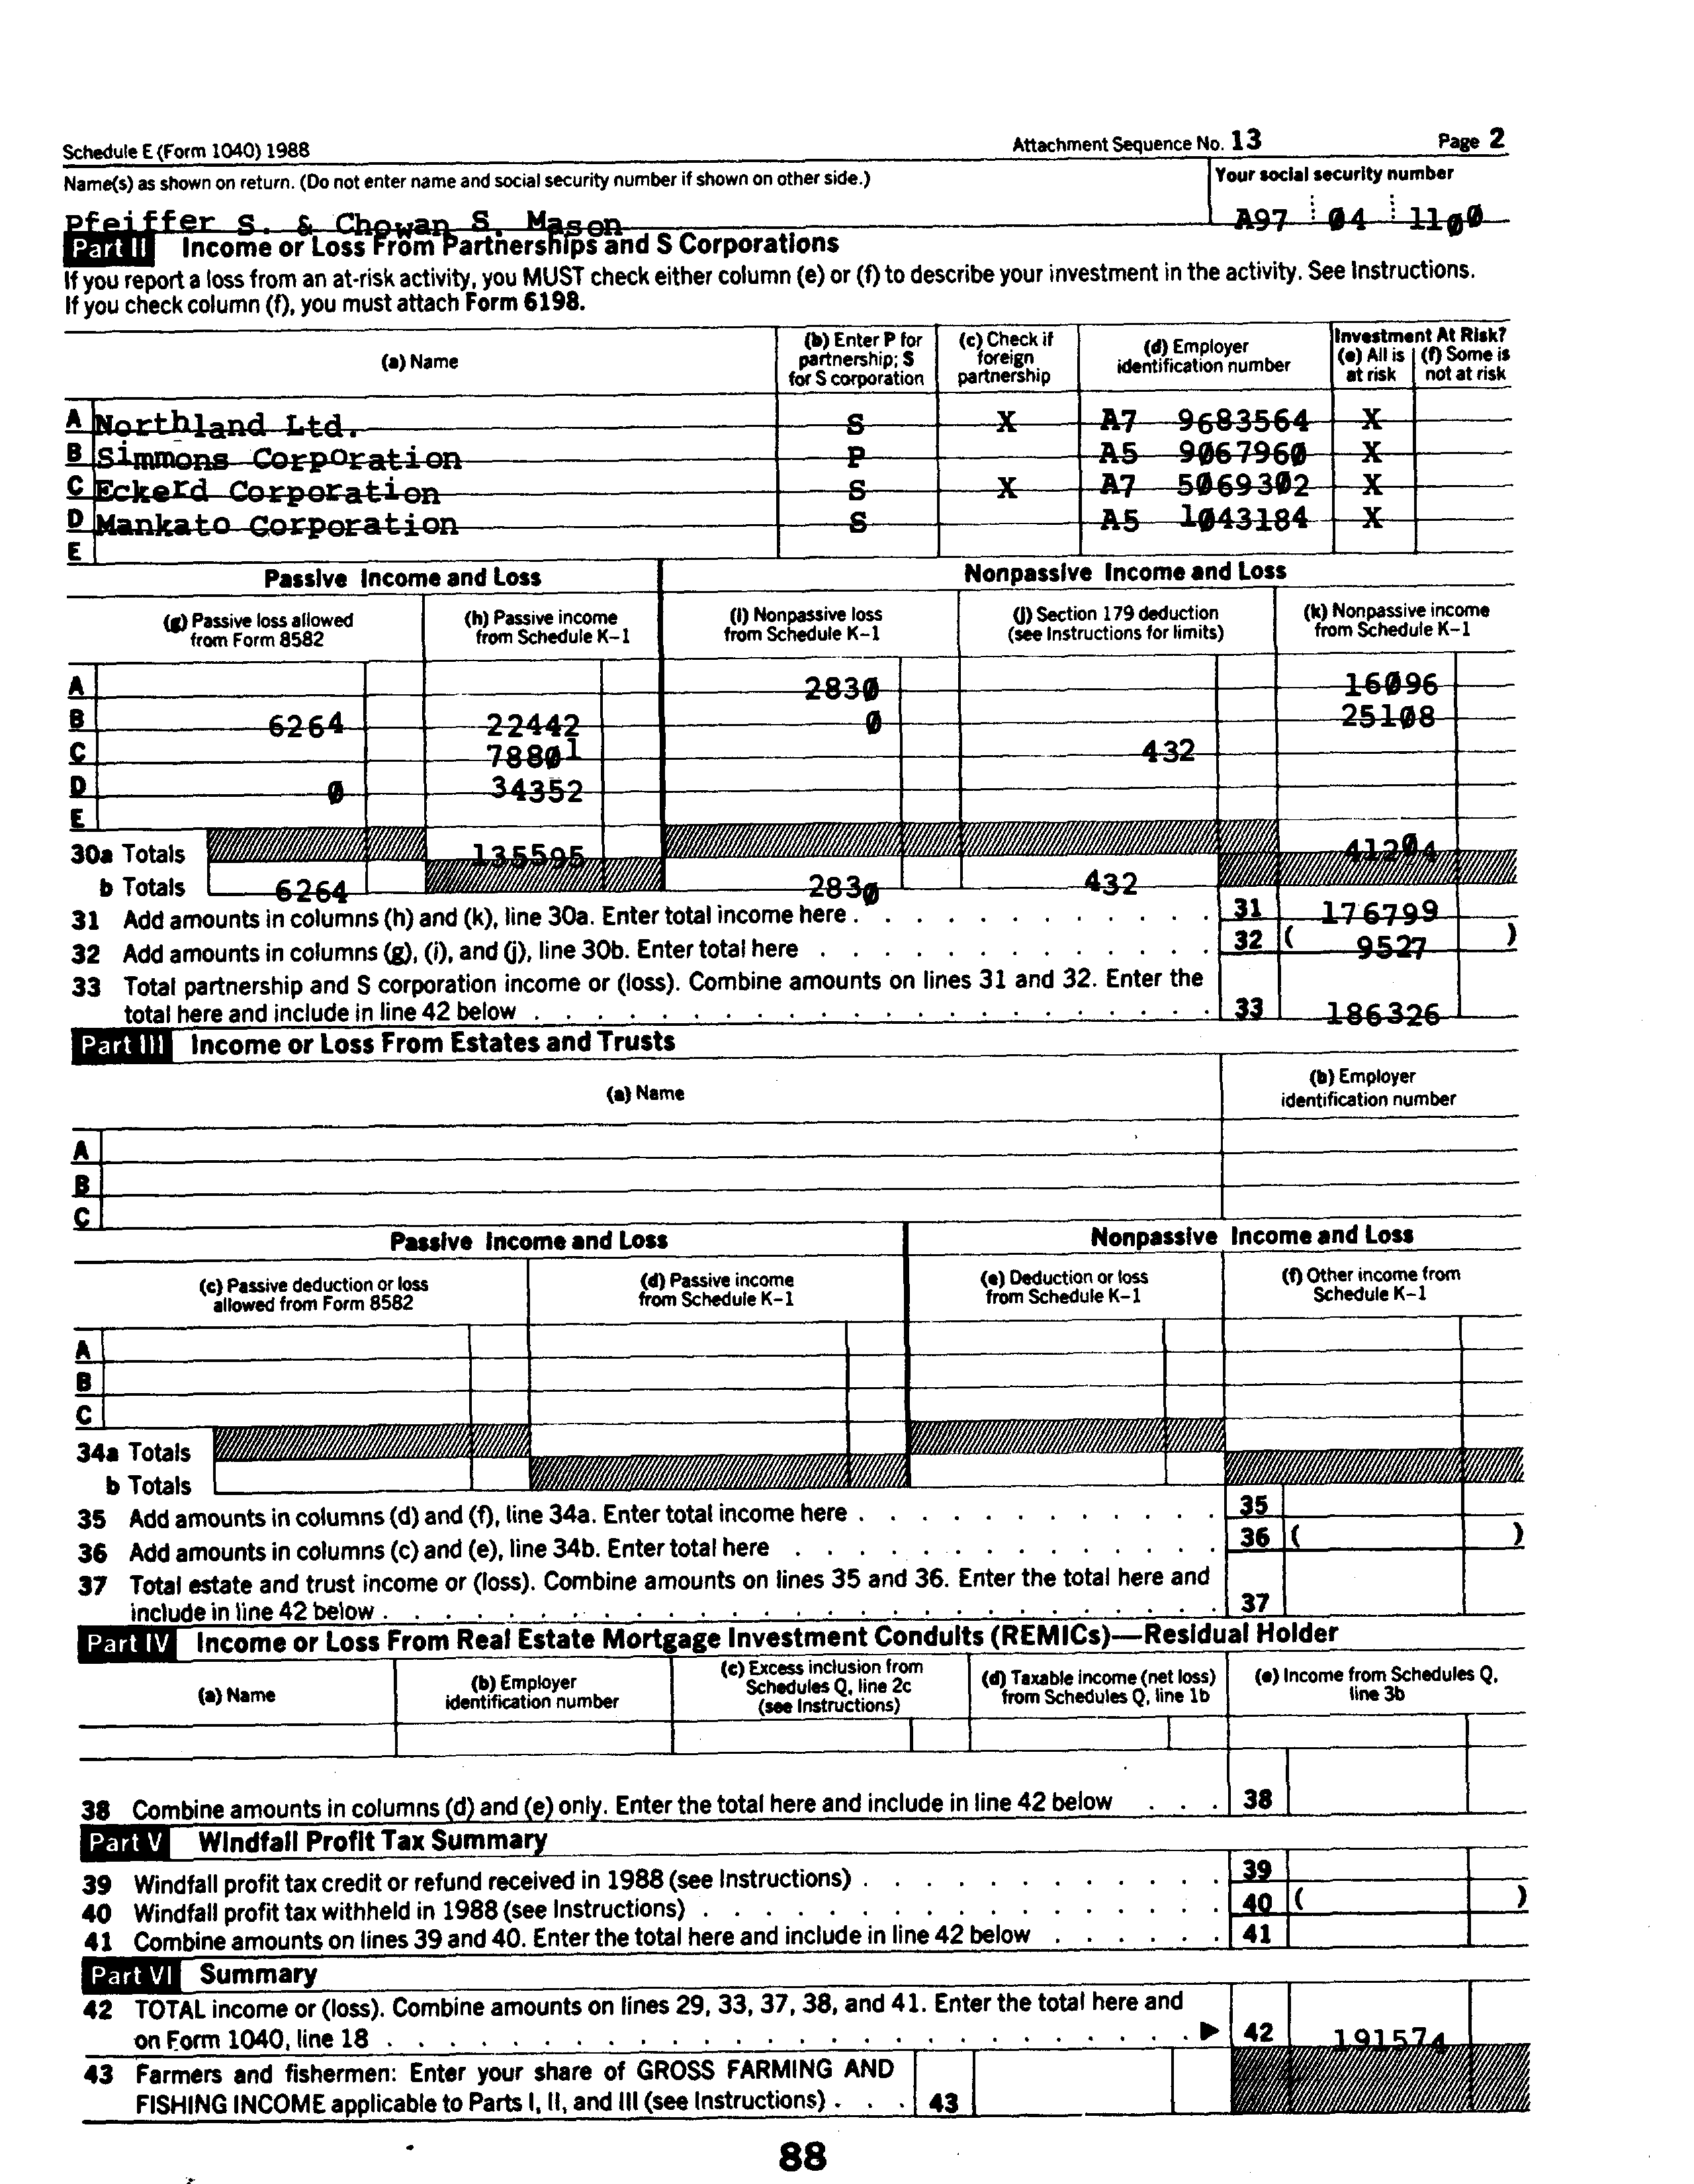 Schedule E (Form 1040) 1988 Attachment Sequence No. 13 Page 2
Name(s) as shown on return. (Do not enter name and social security number if shown on other side.) Your social security number
Pfeiffer S. & Chowan S. Mason A97 04 1100
Part II Income or Loss From Partnerships and S Corporations
If you report a loss from an at-risk activity, you MUST check either column (e) or (f) to describe your investment in the activity. See Instructions.
If you check column (f), you must attach Form 6198.
(a) Name (b) Enter P for partnership; S for S corporation (c) Check if foreign partnership (d) Employer identification number Investment At Risk? (e) All is at risk (f) Some is not at risk
A Northland Ltd. S X A7 9683564 X
B Simmons Corporation P A5 9067960 X
C Eckerd Corporation S X A7 5069302 X
D Mankato Corporation S A5 1043184 X
E
Passive Income and Loss Nonpassive Income and Loss
(g) Passive loss allowed from Form 8582 (h) Passive income from Schedule K-1 (i) Nonpassive loss from Schedule K-1 (j) Section 179 deduction (see Instructions for limits) (k) Nonpassive income from Schedule K-1
A 2830 16096
B 6264 22442 0 25108
C 78801 432
D 0 34352
E
30a Totals 135595 41204
b Totals 6264 2830 432
31 Add amounts in columns (h) and (k), line 30a. Enter total income here . 31 176799
32 Add amounts in columns (g), (i), and (j), line 30b. Enter total here . 32 ( 9527 )
33 Total partnership and S corporation income or (loss). Combine amounts on lines 31 and 32. Enter the
total here and include in line 42 below . 33 186326
Part III Income or Loss From Estates and Trusts
(a) Name (b) Employer identification number
A
B
C
Passive Income and Loss Nonpassive Income and Loss
(c) Passive deduction or loss allowed from Form 8582 (d) Passive income from Schedule K-1 (e) Deduction or loss from Schedule K-1 (f) Other income from Schedule K-1
A
B
C
34a Totals
b Totals
35 Add amounts in columns (d) and (f), line 34a. Enter total income here . 35
36 Add amounts in columns (c) and (e), line 34b. Enter total here . 36 ( )
37 Total estate and trust income or (loss). Combine amounts on lines 35 and 36. Enter the total here and
include in line 42 below . 37
Part IV Income or Loss From Real Estate Mortgage Investment Conduits (REMICs)—Residual Holder
(a) Name (b) Employer identification number (c) Excess inclusion from Schedules Q, line 2c (see Instructions) (d) Taxable income (net loss) from Schedules Q, line 1b (e) Income from Schedules Q, line 3b
38 Combine amounts in columns (d) and (e) only. Enter the total here and include in line 42 below . . . 38
Part V Windfall Profit Tax Summary
39 Windfall profit tax credit or refund received in 1988 (see Instructions) . 39
40 Windfall profit tax withheld in 1988 (see Instructions) . 40 ( )
41 Combine amounts on lines 39 and 40. Enter the total here and include in line 42 below . 41
Part VI Summary
42 TOTAL income or (loss). Combine amounts on lines 29, 33, 37, 38, and 41. Enter the total here and
on Form 1040, line 18 . ▶ 42 191574
43 Farmers and fishermen: Enter your share of GROSS FARMING AND
FISHING INCOME applicable to Parts I, II, and III (see Instructions) . . . 43
88